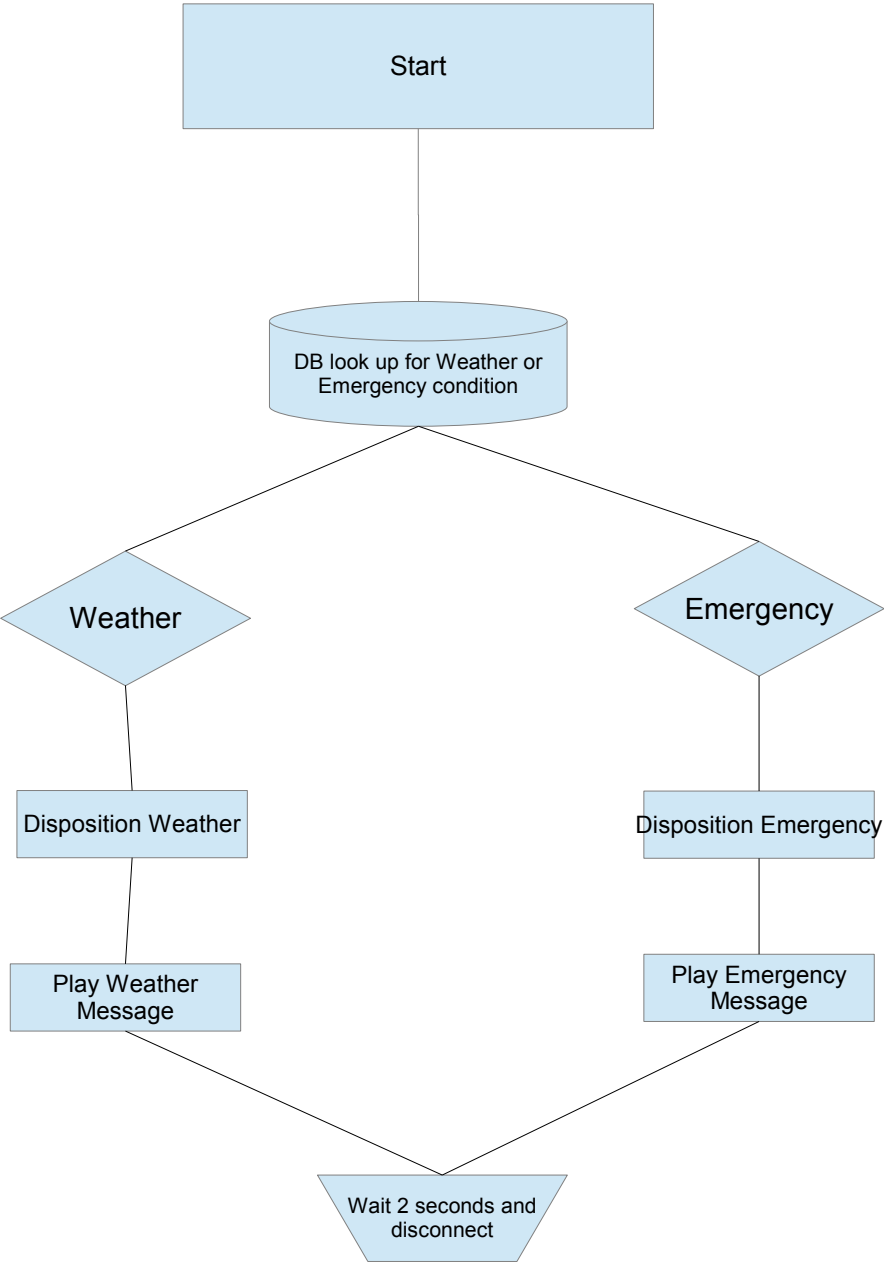 Start
DB look up for Weather or
Emergency condition
Weather
Emergency
Disposition Weather
Disposition Emergency
Play Weather
Message
Play Emergency
Message
Wait 2 seconds and
disconnect